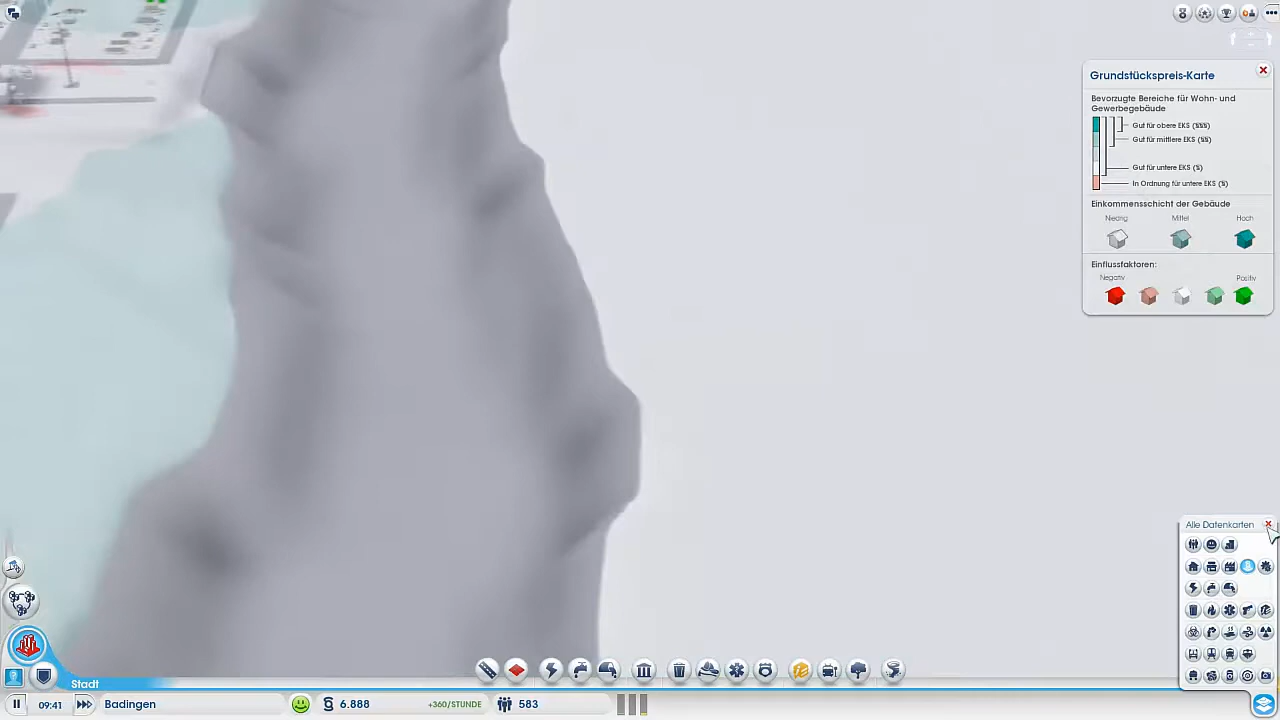 Grundstückspreis-Karte
Bevorzugte Bereiche für Wohn- und
Gewerbegebäude
Gut für obere EKS (§§§)
Gut für mittlere EKS (§§)
Gut für untere EKS (§)
In Ordnung für untere EKS (§)
Einkommensschicht der Gebäude
Niedrig Mittel Hoch
Einflussfaktoren:
Negativ Positiv
Alle Datenkarten
Stadt
09:41 Badingen 6.888 +360/STUNDE 583